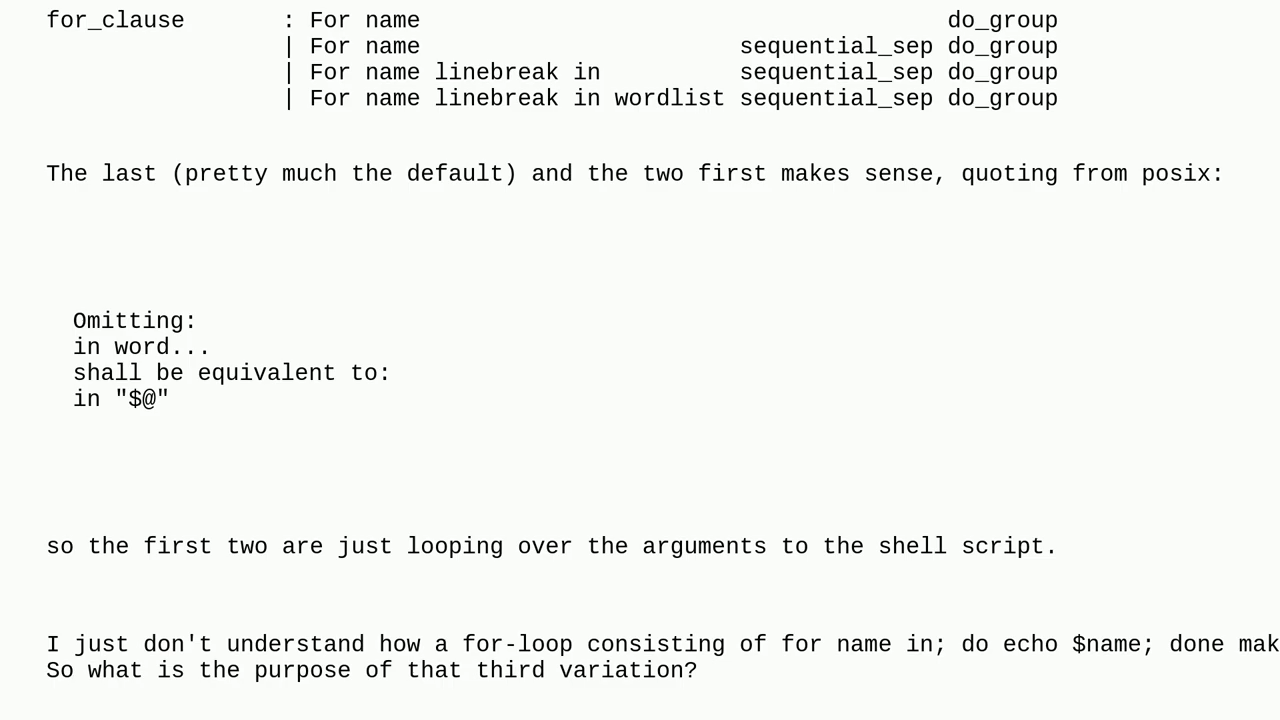 for_clause       : For name                                      do_group
                 | For name                       sequential_sep do_group
                 | For name linebreak in          sequential_sep do_group
                 | For name linebreak in wordlist sequential_sep do_group
The last (pretty much the default) and the two first makes sense, quoting from posix:
Omitting:
in word...
shall be equivalent to:
in "$@"
so the first two are just looping over the arguments to the shell script.
I just don't understand how a for-loop consisting of for name in; do echo $name; done
So what is the purpose of that third variation?